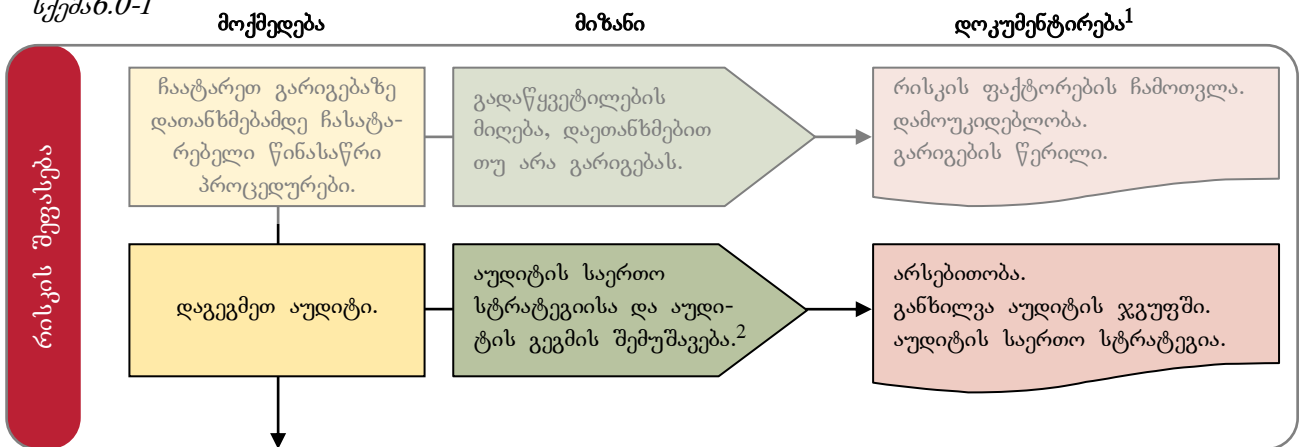 სქემა6.0-1
მოქმედება
მიზანი
დოკუმენტირება1
რისკის შეფასება
ჩაატარეთ გარიგებაზე
დათანხმებამდე ჩასატა-
რებელი წინასაწრი
პროცედურები.
გადაწყვეტილების
მიღება, დაეთანხმებით
თუ არა გარიგებას.
რისკის ფაქტორების ჩამოთვლა.
დამოუკიდებლობა.
გარიგების წერილი.
დაგეგმეთ აუდიტი.
აუდიტის საერთო
სტრატეგიისა და აუდი-
ტის გეგმის შემუშავება.2
არსებითობა.
განხილვა აუდიტის ჯგუფში.
აუდიტის საერთო სტრატეგია.